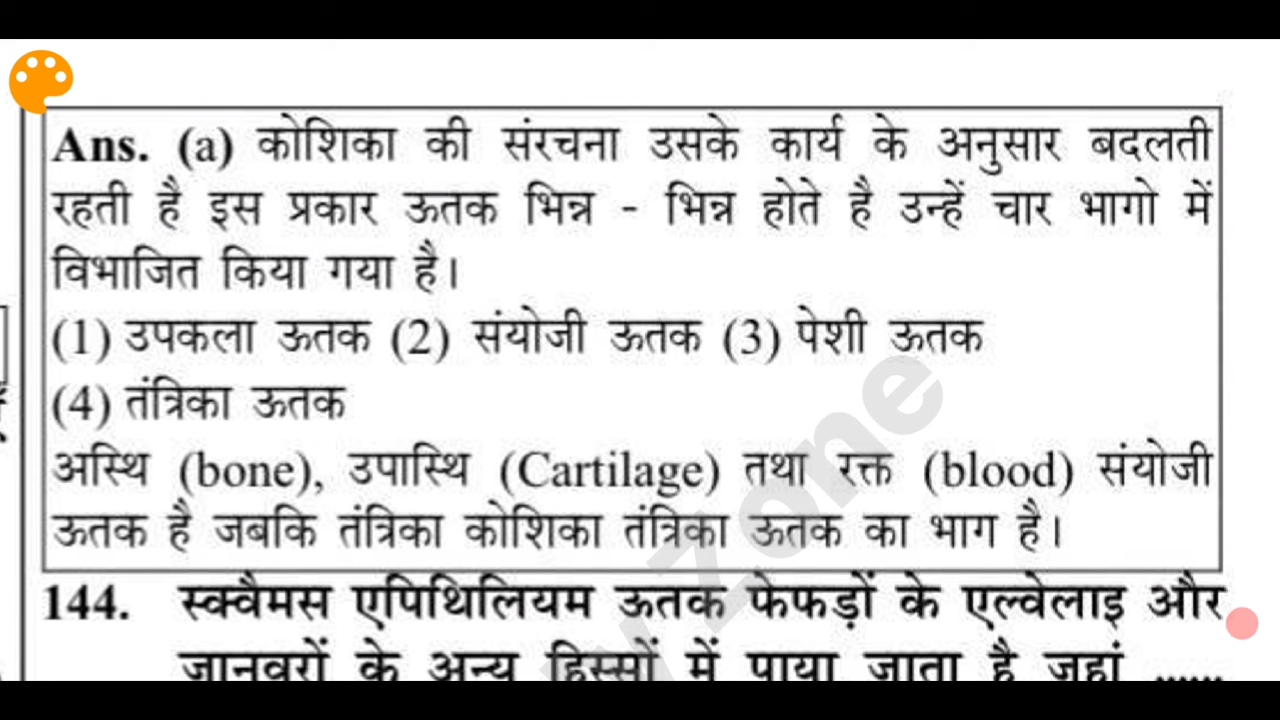 Ans. (a) कोशिका की संरचना उसके कार्य के अनुसार बदलती
रहती है इस प्रकार ऊतक भिन्न - भिन्न होते है उन्हें चार भागो में
विभाजित किया गया है।
(1) उपकला ऊतक (2) संयोजी ऊतक (3) पेशी ऊतक
(4) तंत्रिका ऊतक
अस्थि (bone), उपास्थि (Cartilage) तथा रक्त (blood) संयोजी
ऊतक है जबकि तंत्रिका कोशिका तंत्रिका ऊतक का भाग है।
144. स्क्वैमस एपिथिलियम ऊतक फेफड़ों के एल्वेलाइ और
जानवरों के अन्य हिस्सों में पाया जाता है जहां ......
y Zone